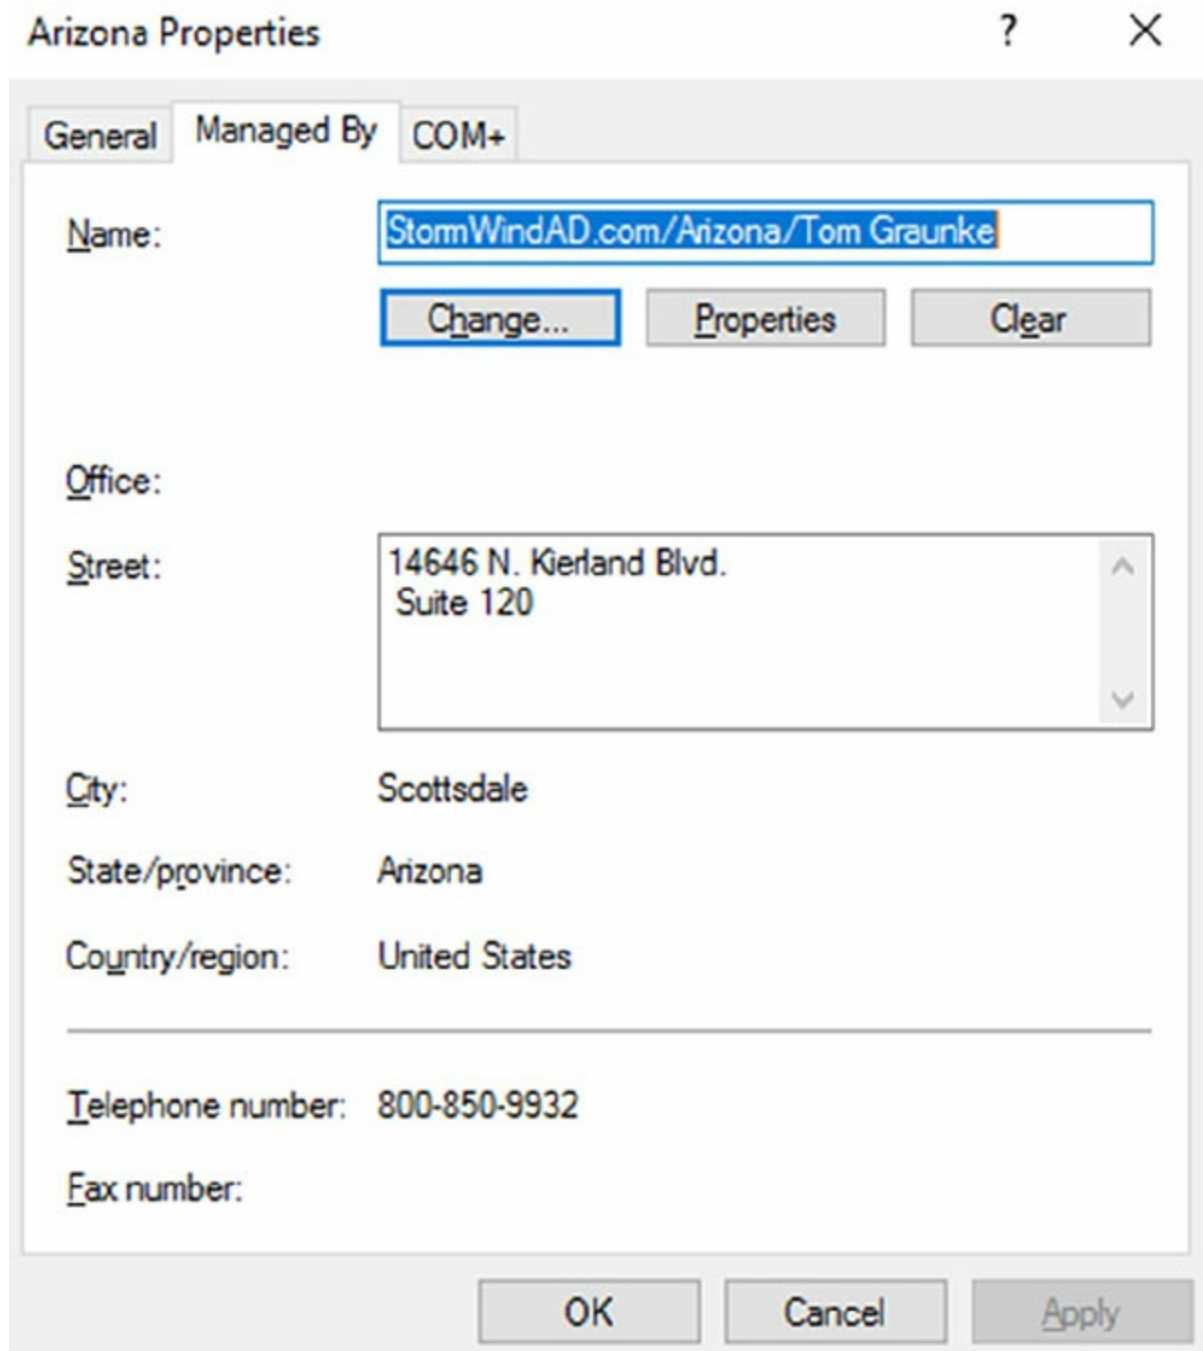 Arizona Properties ? X
General Managed By COM+
Name: StormWindAD.com/Arizona/Tom Graunke
Change... Properties Clear
Office:
Street: 14646 N. Kierland Blvd.
Suite 120
City: Scottsdale
State/province: Arizona
Country/region: United States
Telephone number: 800-850-9932
Fax number:
OK Cancel Apply